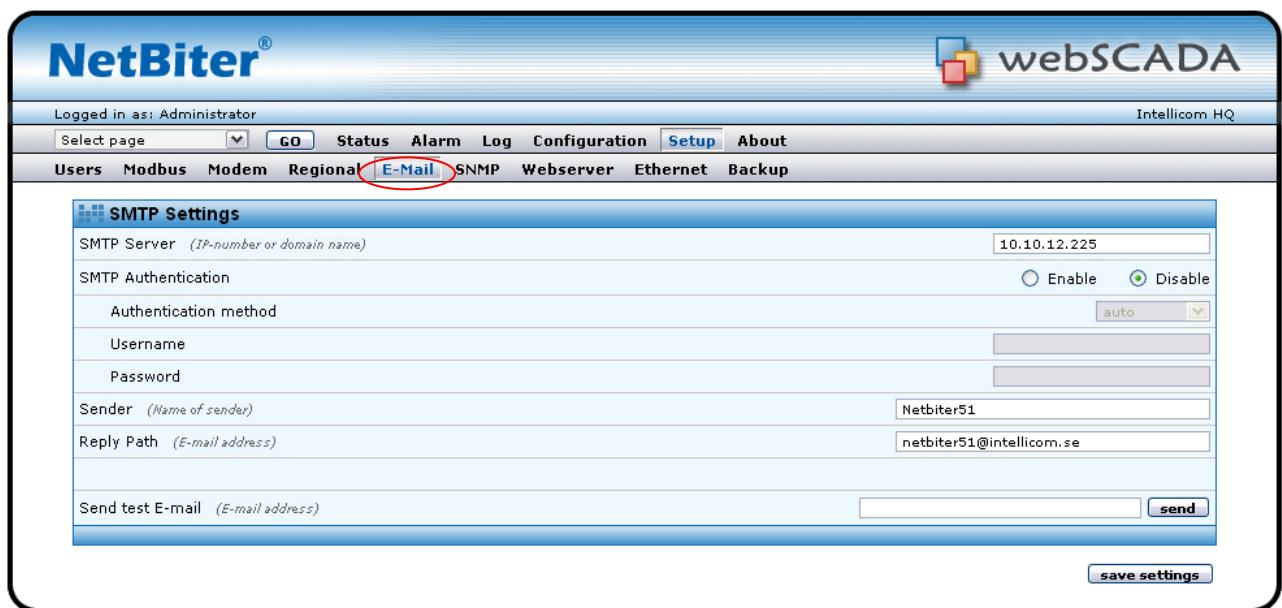 NetBiter® webSCADA
Logged in as: Administrator Intellicom HQ
Select page GO Status Alarm Log Configuration Setup About
Users Modbus Modem Regional E-Mail SNMP Webserver Ethernet Backup
SMTP Settings
SMTP Server (IP-number or domain name) 10.10.12.225
SMTP Authentication Enable Disable
Authentication method auto
Username
Password
Sender (Name of sender) Netbiter51
Reply Path (E-mail address) netbiter51@intellicom.se
Send test E-mail (E-mail address) send
save settings